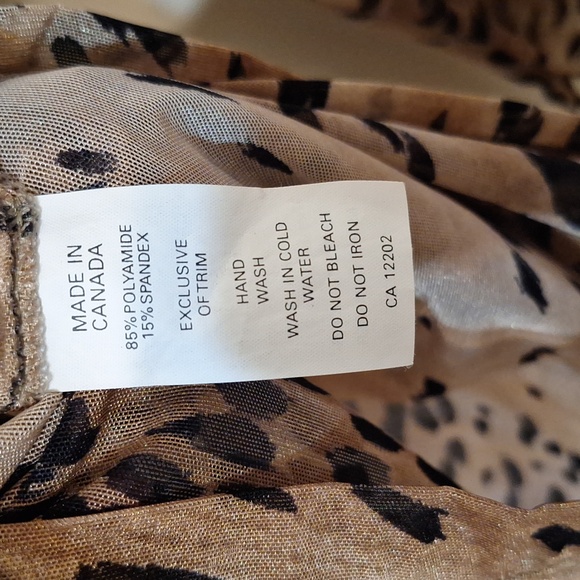 MADE IN
CANADA
85% POLYAMIDE
15% SPANDEX
EXCLUSIVE
OF TRIM
HAND
WASH
WASH IN COLD
WATER
DO NOT BLEACH
DO NOT IRON
CA 12202